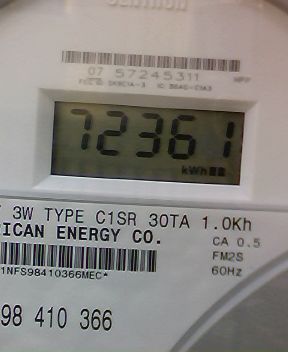 07 57245311
72361
kWh
3W TYPE C1SR 30TA 1.0Kh
RICAN ENERGY CO.
CA 0.5
FM2S
60Hz
1NFS98410366MEC*
98 410 366